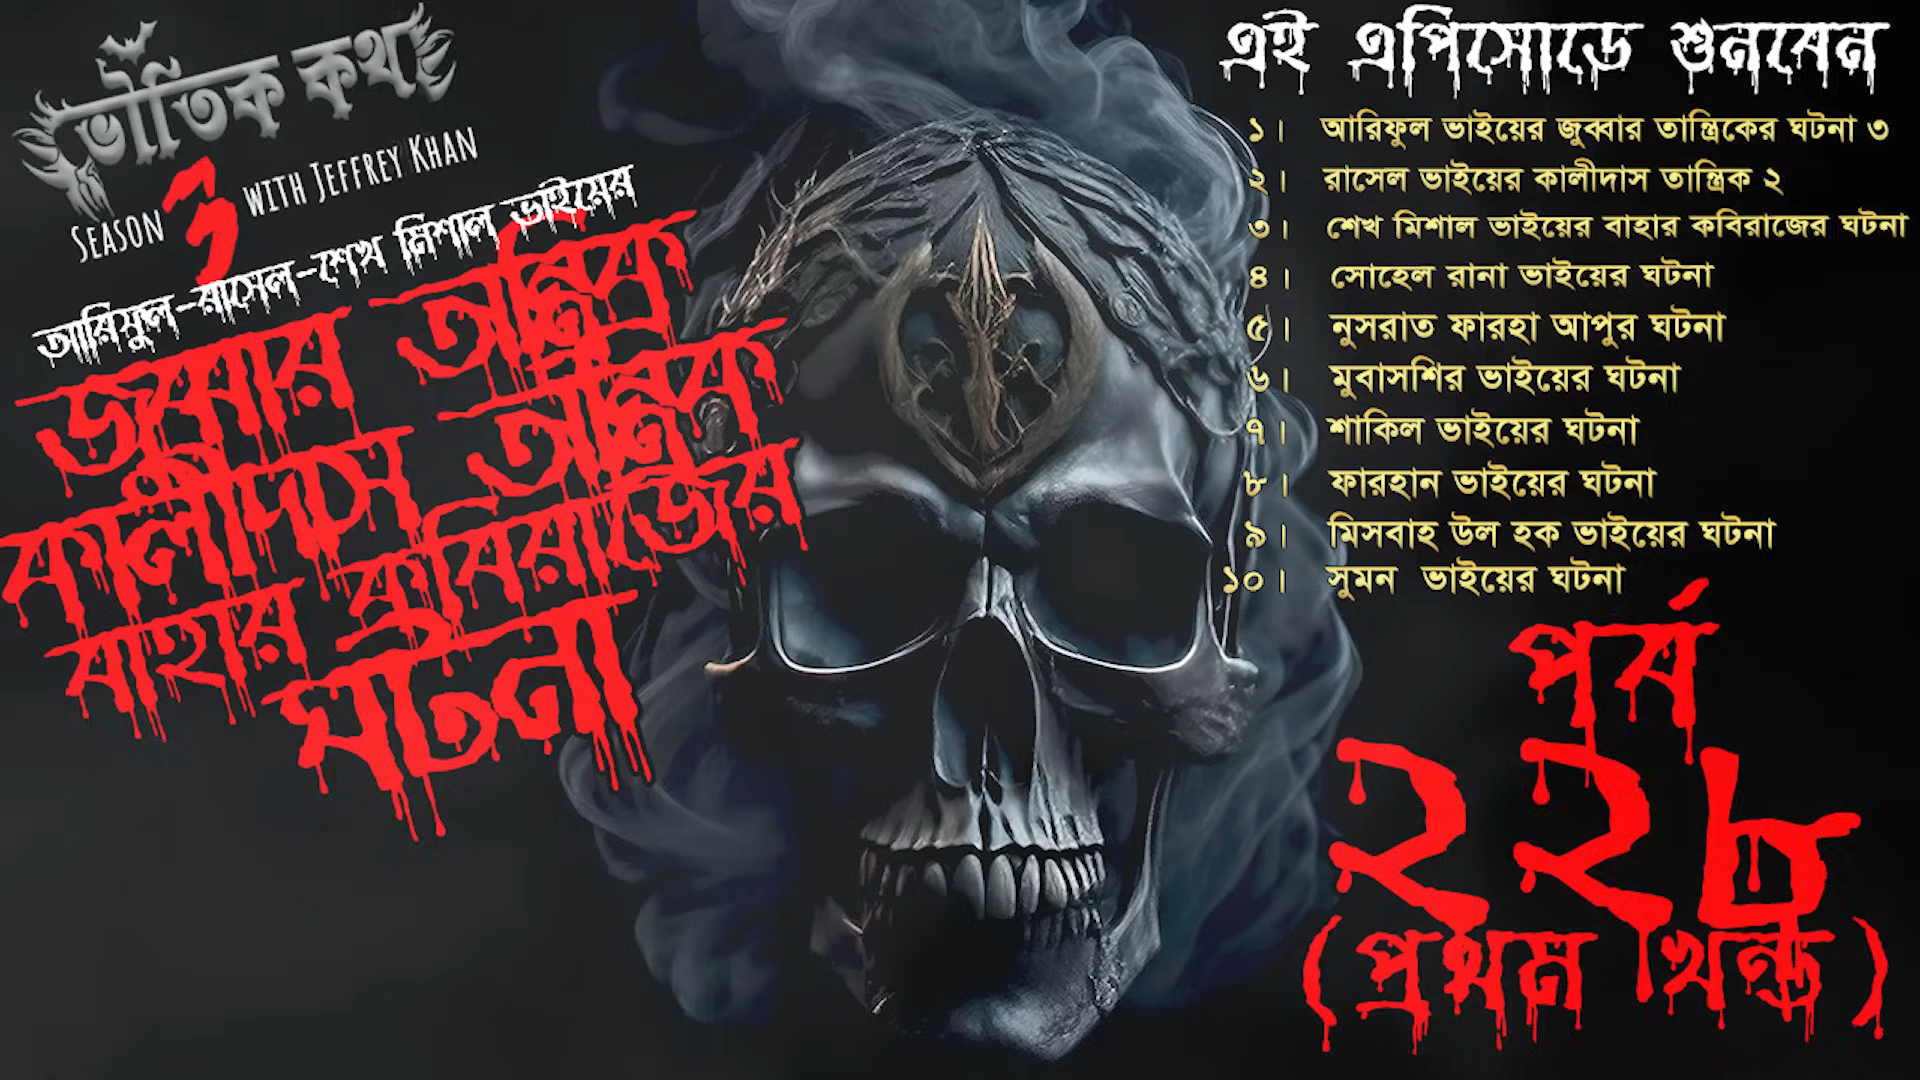 ভৌতিক কথা
SEASON 3 WITH JEFFREY KHAN
আরিফুল-রাসেল-শেখ মিশাল ভাইয়ের
জুব্বার তান্ত্রিক
কালীদাস তান্ত্রিক
বাহার কবিরাজের
ঘটনা
এই এপিসোডে শুনবেন
১। আরিফুল ভাইয়ের জুব্বার তান্ত্রিকের ঘটনা ৩
২। রাসেল ভাইয়ের কালীদাস তান্ত্রিক ২
৩। শেখ মিশাল ভাইয়ের বাহার কবিরাজের ঘটনা
৪। সোহেল রানা ভাইয়ের ঘটনা
৫। নুসরাত ফারহা আপুর ঘটনা
৬। মুবাসশির ভাইয়ের ঘটনা
৭। শাকিল ভাইয়ের ঘটনা
৮। ফারহান ভাইয়ের ঘটনা
৯। মিসবাহ উল হক ভাইয়ের ঘটনা
১০। সুমন ভাইয়ের ঘটনা
পর্ব
২২৮
(প্রথম খন্ড)